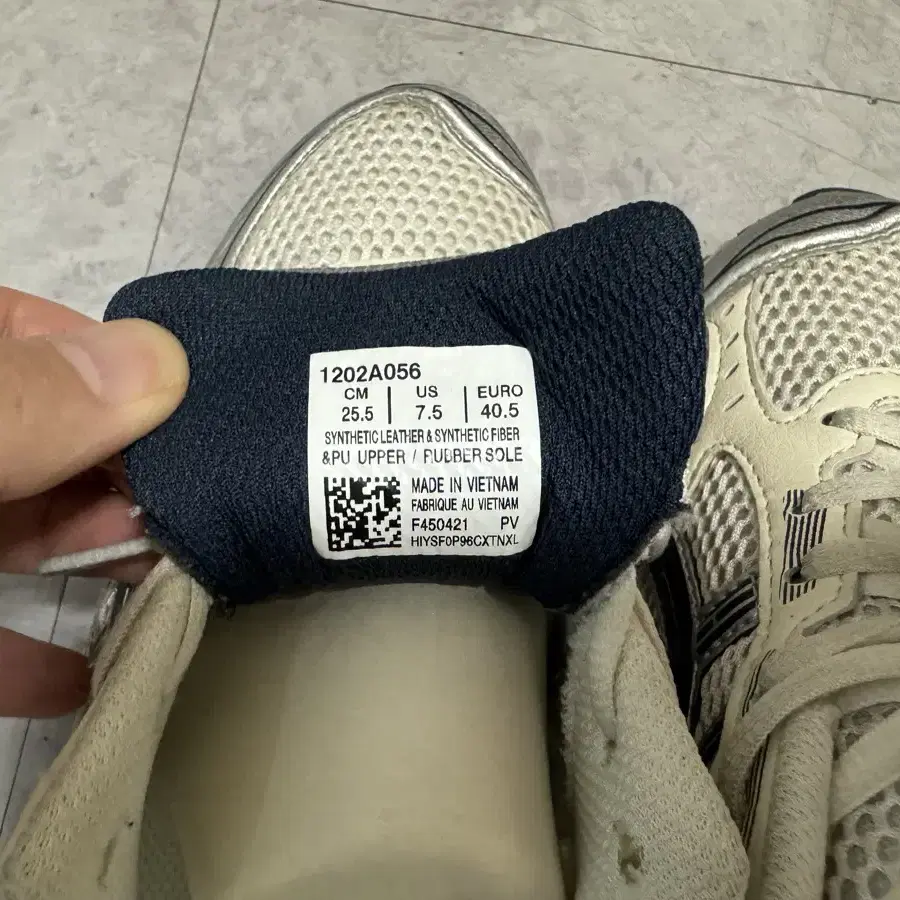 1202A056
CM | US | EURO
25.5 | 7.5 | 40.5
SYNTHETIC LEATHER & SYNTHETIC FIBER
&PU UPPER / RUBBER SOLE
MADE IN VIETNAM
FABRIQUE AU VIETNAM
F450421 PV
HIYSF0P96CXTNXL